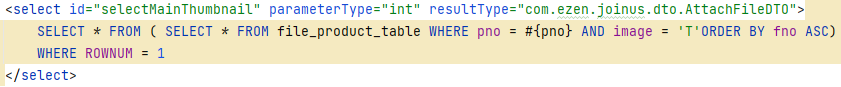 <select id="selectMainThumbnail" parameterType="int" resultType="com.ezen.joinus.dto.AttachFileDTO">
SELECT * FROM ( SELECT * FROM file_product_table WHERE pno = #{pno} AND image = 'T'ORDER BY fno ASC)
WHERE ROWNUM = 1
</select>